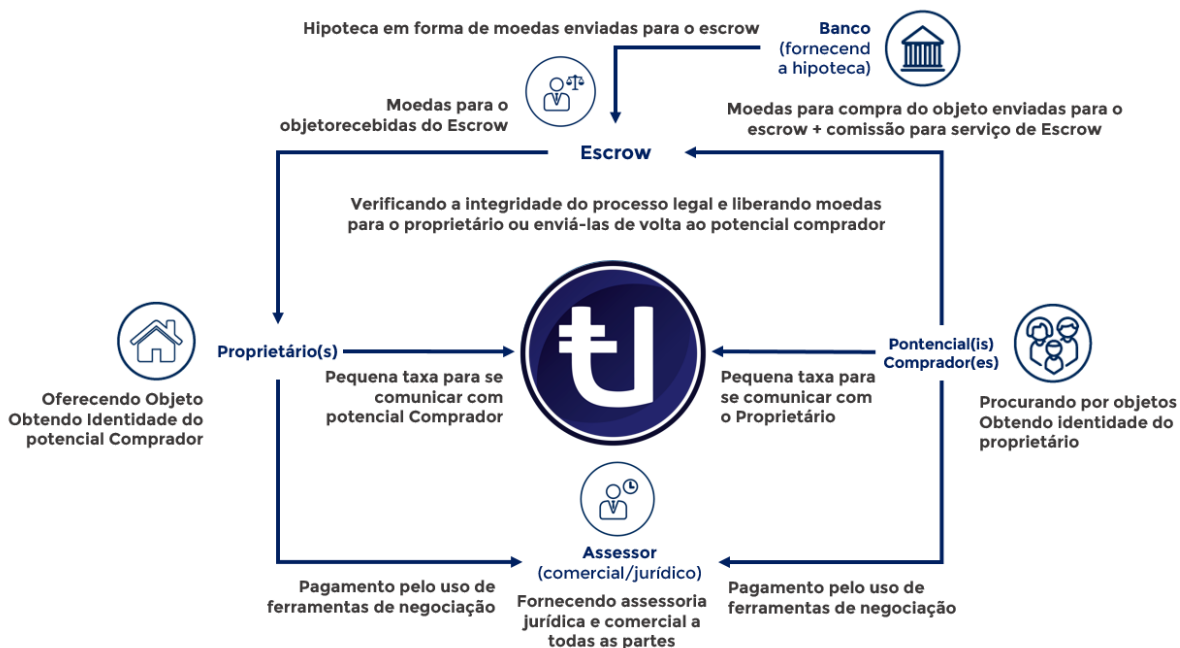 Hipoteca em forma de moedas enviadas para o escrow
Banco
(fornecend
a hipoteca)
Moedas para o
objetorecebidas do Escrow
Moedas para compra do objeto enviadas para o
escrow + comissão para serviço de Escrow
Escrow
Verificando a integridade do processo legal e liberando moedas
para o proprietário ou enviá-las de volta ao potencial comprador
Proprietário(s)
Oferecendo Objeto
Obtendo Identidade do
potencial Comprador
Pequena taxa para se
comunicar com
potencial Comprador
Pequena taxa para
se comunicar com
o Proprietário
Pontencial(is)
Comprador(es)
Procurando por objetos
Obtendo identidade do
proprietário
Assessor
(comercial/jurídico)
Pagamento pelo uso de
ferramentas de negociação
Fornecendo assessoria
jurídica e comercial a
todas as partes
Pagamento pelo uso de
ferramentas de negociação